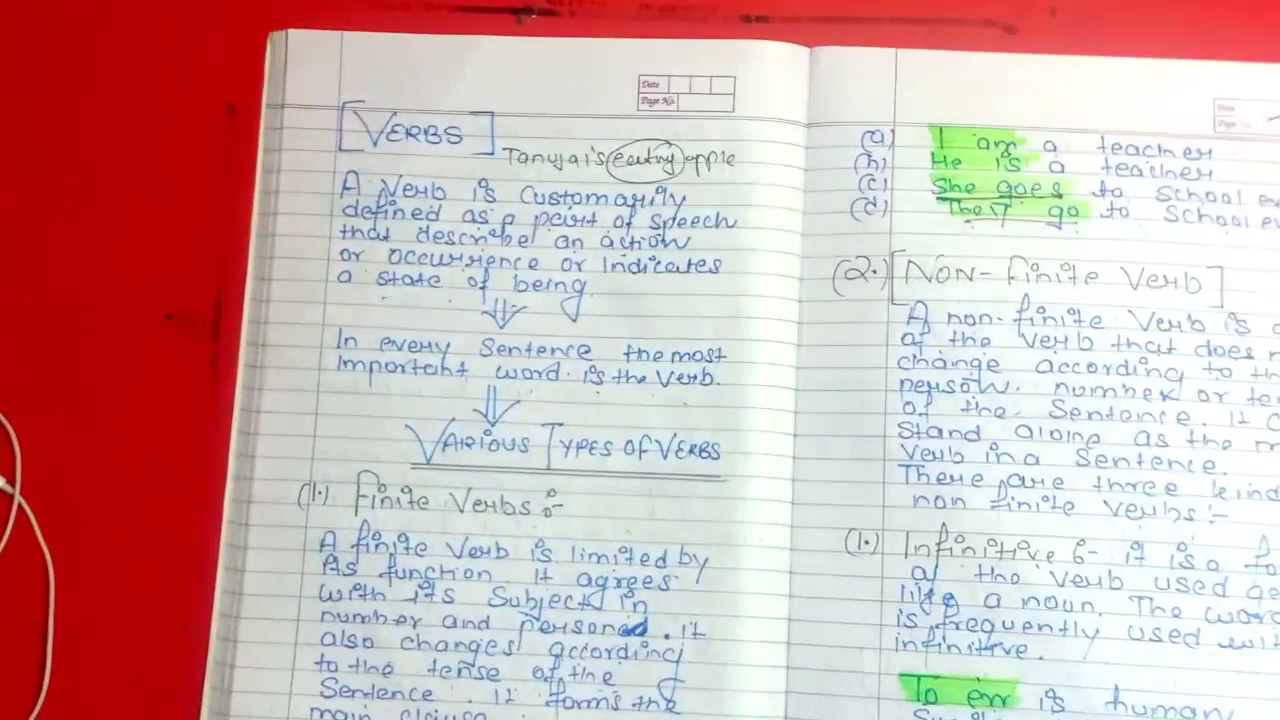 Date
Page No.
[VERBS]
Tanuja is eating apple
A Verb is Customarily
defined as a part of speech
that describe an action
or occurrience or indicates
a state of being
In every Sentence the most
Important word is the Verb.
VARIOUS TYPES OF VERBS
(1.) Finite Verbs :-
A finite Verb is limited by
its function It agrees
with its Subject in
number and person . it
also changes according
to the tense of the
Sentence . It forms the
main clause
Date
Page
(a) I am a teacher
(b) He is a teacher
(c) She goes to school
(d) They go to school
(2.) [NON-finite Verb]
A non-finite Verb is
of the verb that does
change according to
person, number or
of the Sentence. It
Stand alone as the
Verb in a Sentence.
There are three
non finite verbs :-
(1.) Infinitive :- it is a
of the verb used
like a noun. The
is frequently used
infinitive.
To err is human